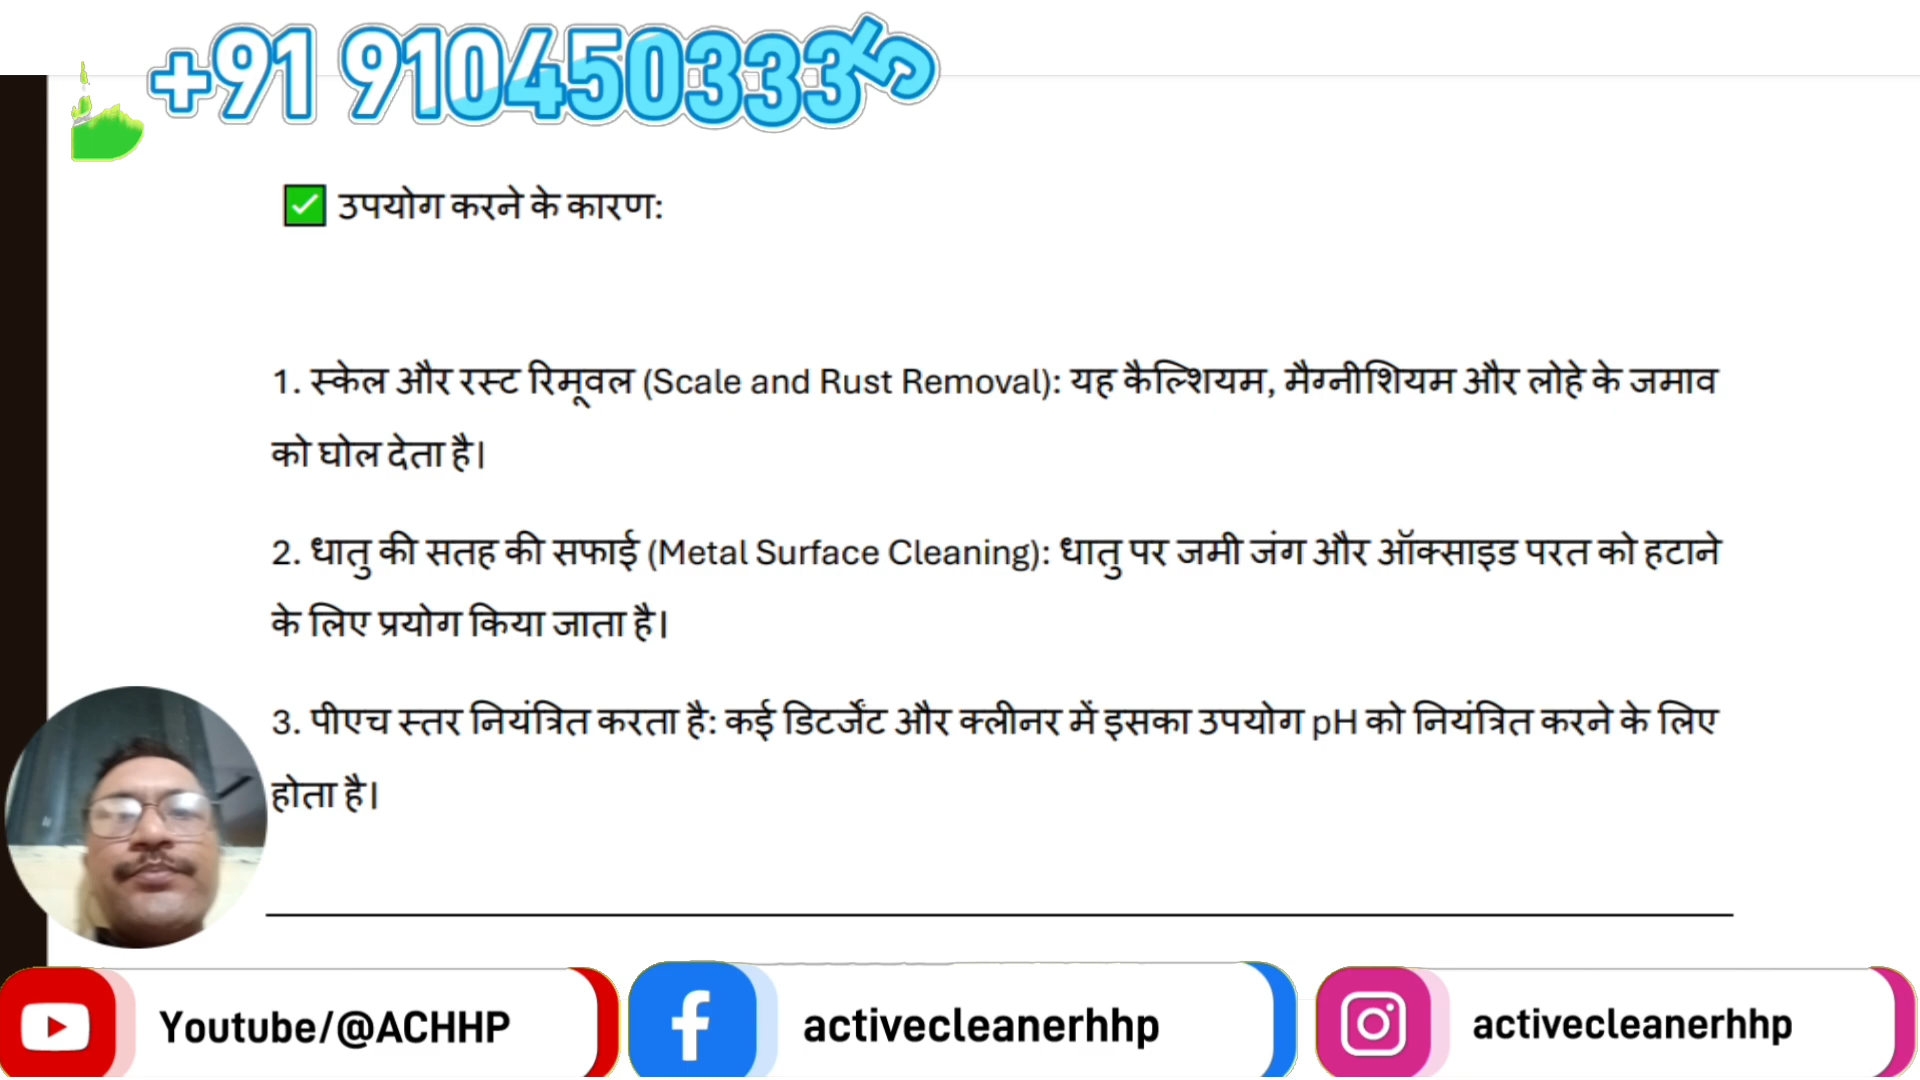 +91 9104503335
✅ उपयोग करने के कारण:
1. स्केल और रस्ट रिमूवल (Scale and Rust Removal): यह कैल्शियम, मैग्नीशियम और लोहे के जमाव
को घोल देता है।
2. धातु की सतह की सफाई (Metal Surface Cleaning): धातु पर जमी जंग और ऑक्साइड परत को हटाने
के लिए प्रयोग किया जाता है।
3. पीएच स्तर नियंत्रित करता है: कई डिटर्जेंट और क्लीनर में इसका उपयोग pH को नियंत्रित करने के लिए
होता है।
Youtube/@ACHHP
activecleanerhhp
activecleanerhhp